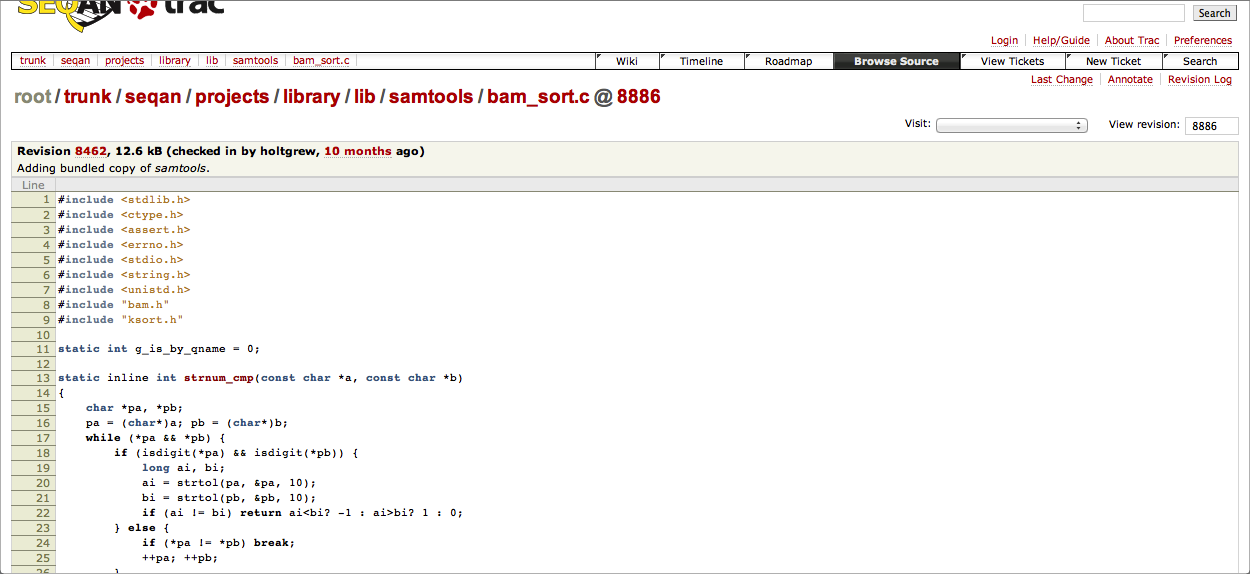 SEQAN trac
Search
Login Help/Guide About Trac Preferences
trunk seqan projects library lib samtools bam_sort.c Wiki Timeline Roadmap Browse Source View Tickets New Ticket Search
Last Change Annotate Revision Log
root/trunk/seqan/projects/library/lib/samtools/bam_sort.c @ 8886
Visit: View revision: 8886
Revision 8462, 12.6 kB (checked in by holtgrew, 10 months ago)
Adding bundled copy of samtools.
Line
1 #include <stdlib.h>
2 #include <ctype.h>
3 #include <assert.h>
4 #include <errno.h>
5 #include <stdio.h>
6 #include <string.h>
7 #include <unistd.h>
8 #include "bam.h"
9 #include "ksort.h"
10
11 static int g_is_by_qname = 0;
12
13 static inline int strnum_cmp(const char *a, const char *b)
14 {
15 char *pa, *pb;
16 pa = (char*)a; pb = (char*)b;
17 while (*pa && *pb) {
18 if (isdigit(*pa) && isdigit(*pb)) {
19 long ai, bi;
20 ai = strtol(pa, &pa, 10);
21 bi = strtol(pb, &pb, 10);
22 if (ai != bi) return ai<bi? -1 : ai>bi? 1 : 0;
23 } else {
24 if (*pa != *pb) break;
25 ++pa; ++pb;
26 }